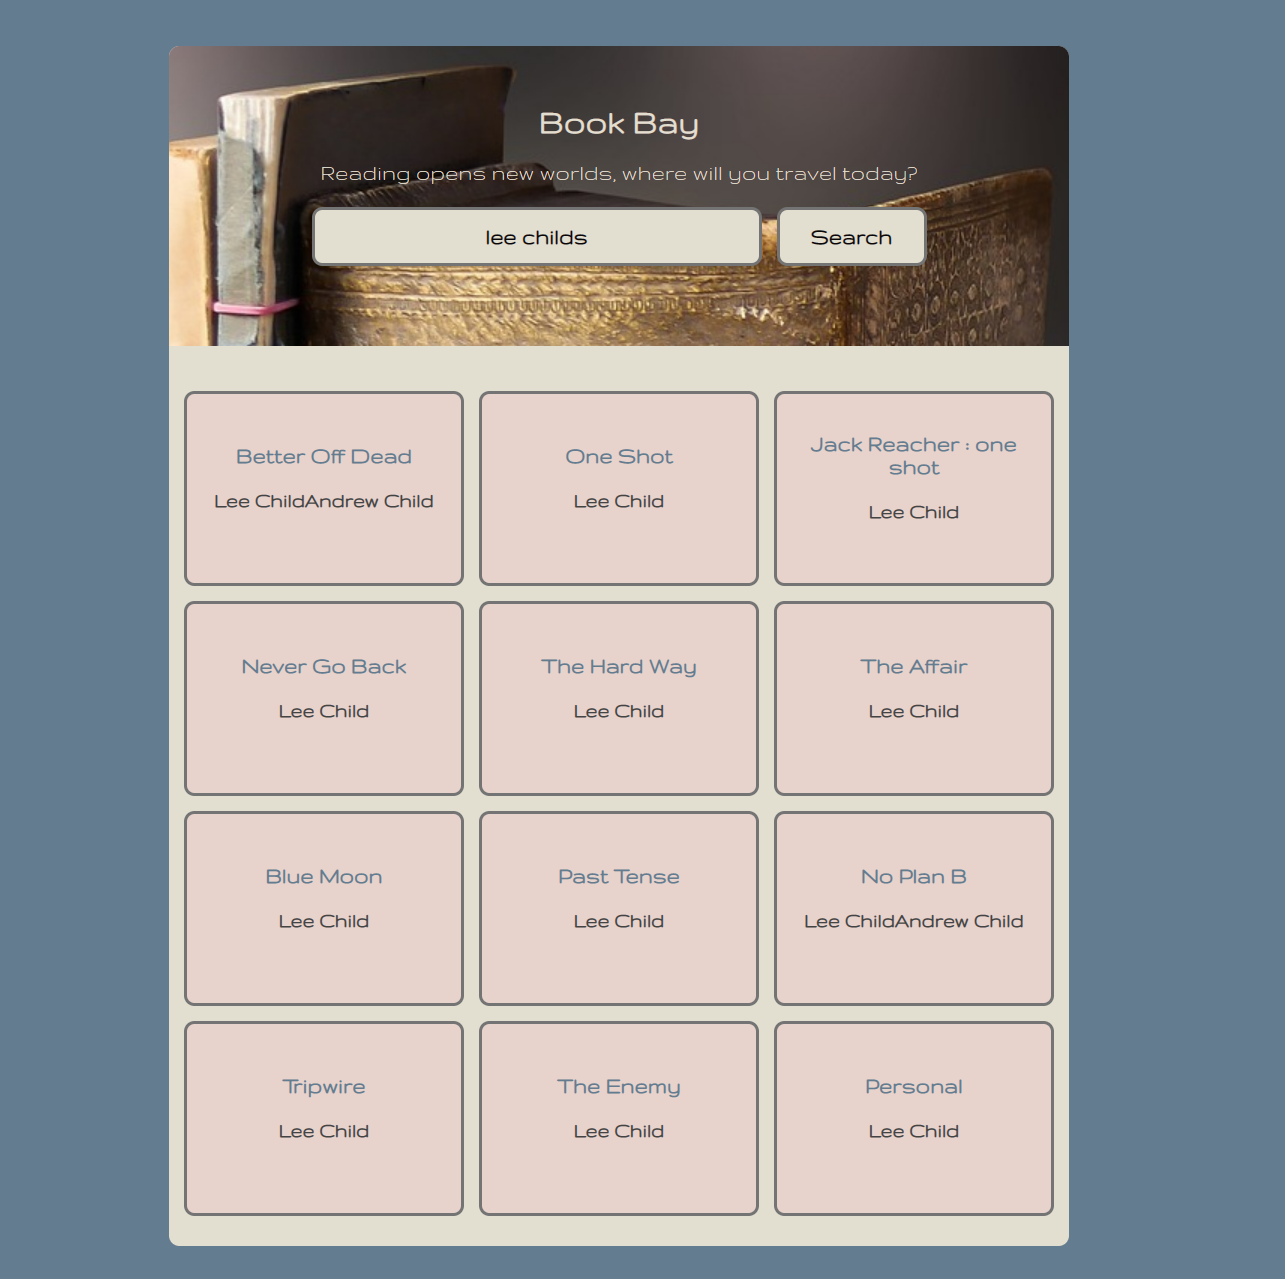 Book Bay
Reading opens new worlds, where will you travel today?
lee childs
Search
Better Off Dead
Lee ChildAndrew Child
One Shot
Lee Child
Jack Reacher : one
shot
Lee Child
Never Go Back
Lee Child
The Hard Way
Lee Child
The Affair
Lee Child
Blue Moon
Lee Child
Past Tense
Lee Child
No Plan B
Lee ChildAndrew Child
Tripwire
Lee Child
The Enemy
Lee Child
Personal
Lee Child